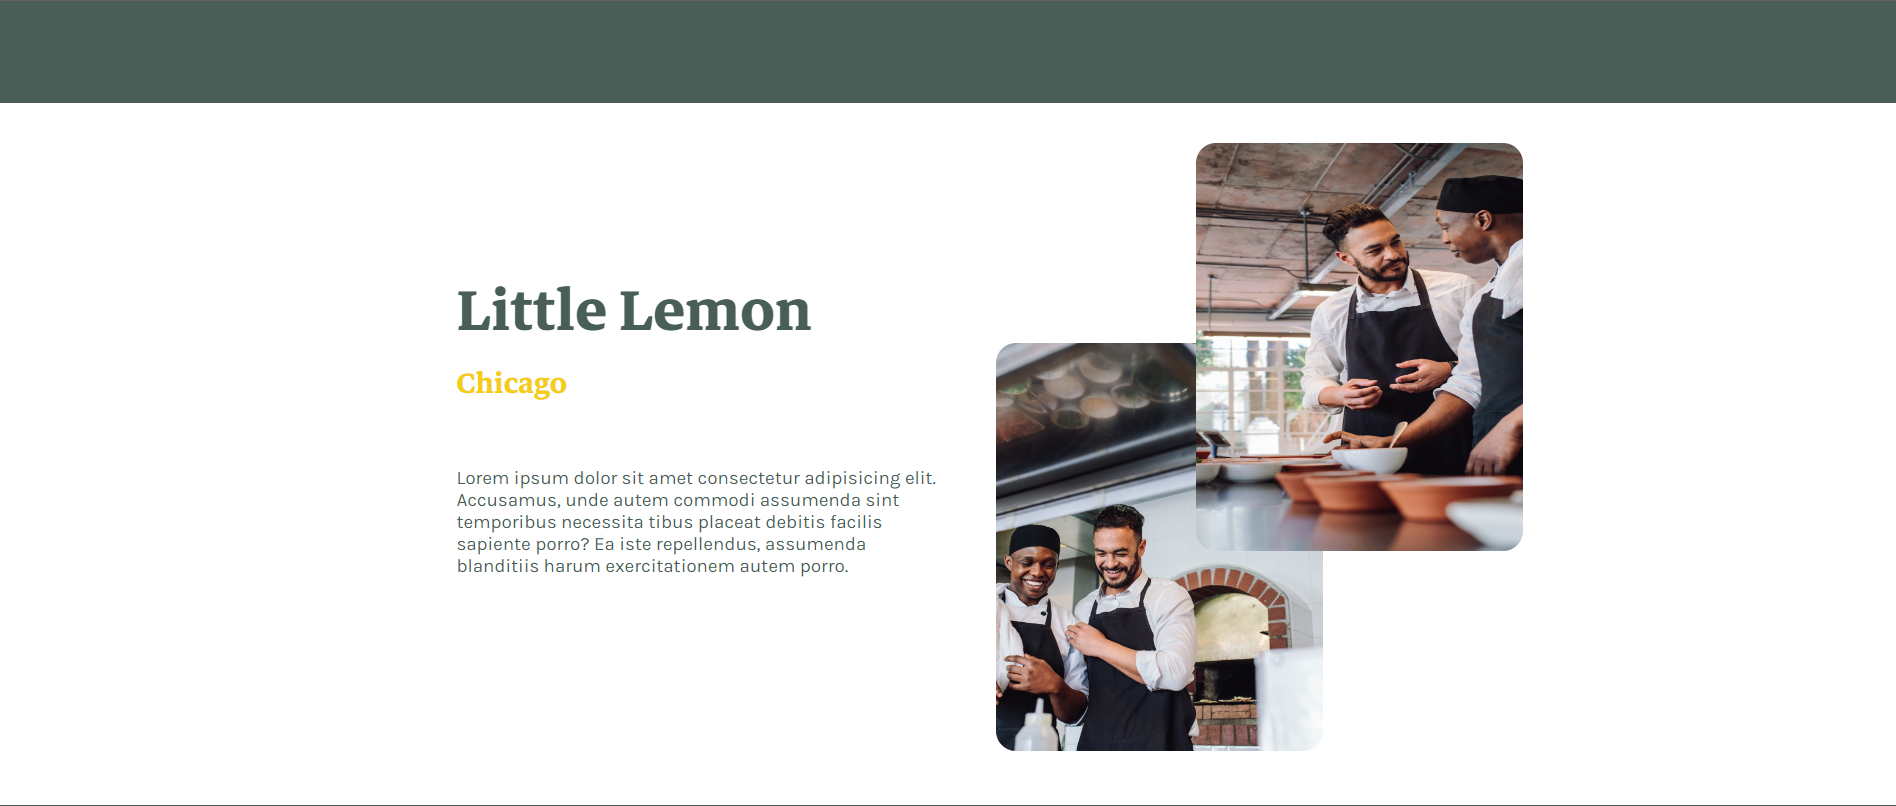 Little Lemon
Chicago
Lorem ipsum dolor sit amet consectetur adipisicing elit.
Accusamus, unde autem commodi assumenda sint
temporibus necessita tibus placeat debitis facilis
sapiente porro? Ea iste repellendus, assumenda
blanditiis harum exercitationem autem porro.